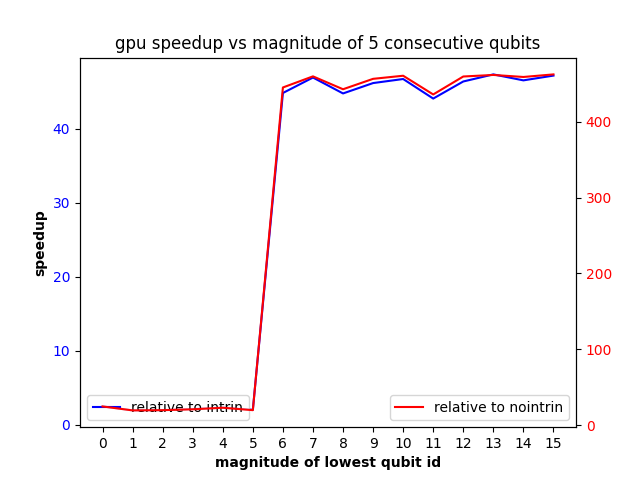 gpu speedup vs magnitude of 5 consecutive qubits
speedup
40
30
20
10
0
400
300
200
100
0
relative to intrin
relative to nointrin
0 1 2 3 4 5 6 7 8 9 10 11 12 13 14 15
magnitude of lowest qubit id